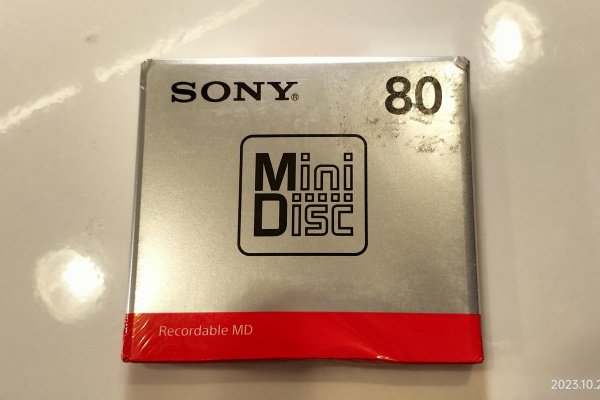 SONY® 80
Mini
Disc
Recordable MD
2023.10.2